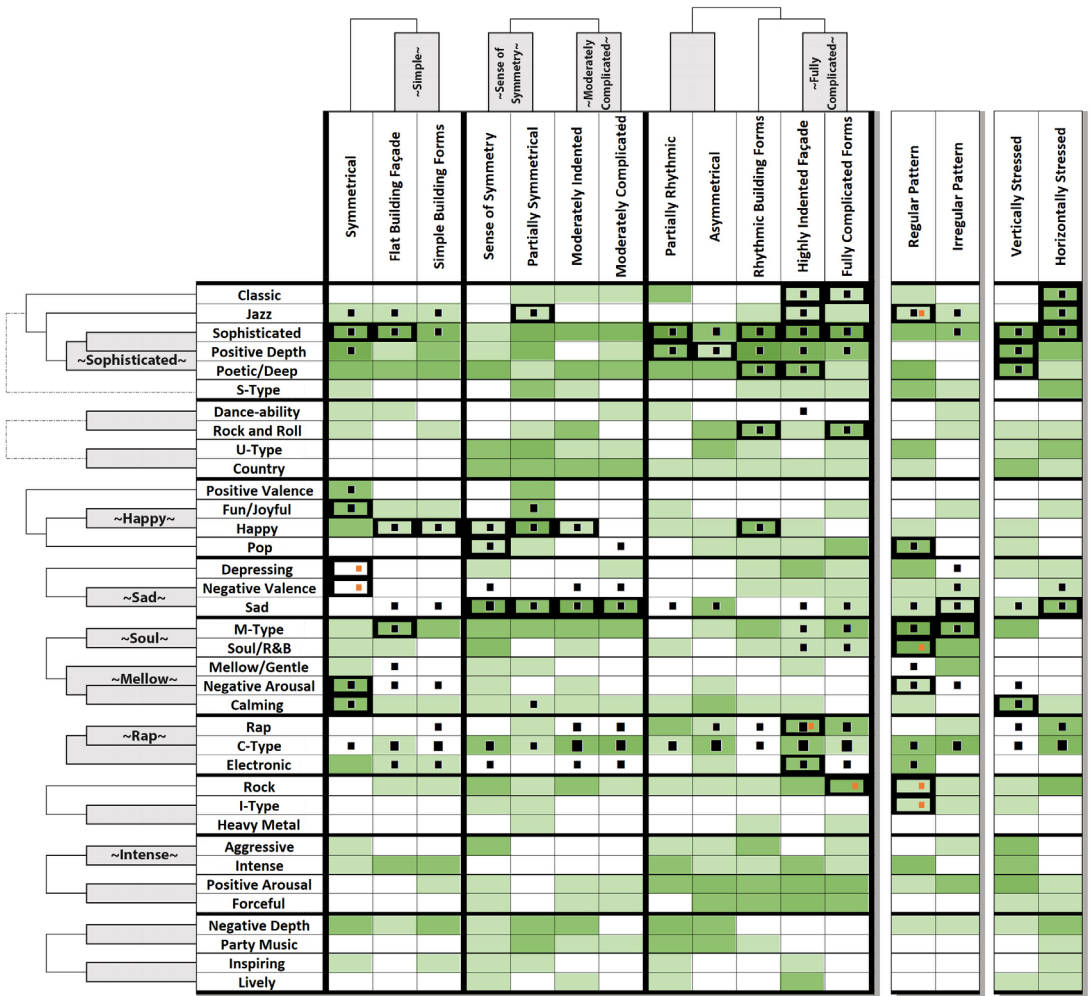 ~Simple~
~Sense of
Symmetry~
~Moderately
Complicated~
~Fully
Complicated~
Symmetrical
Flat Building Façade
Simple Building Forms
Sense of Symmetry
Partially Symmetrical
Moderately Indented
Moderately Complicated
Partially Rhythmic
Asymmetrical
Rhythmic Building Forms
Highly Indented Façade
Fully Complicated Forms
Regular Pattern
Irregular Pattern
Vertically Stressed
Horizontally Stressed
Classic
Jazz
Sophisticated
~Sophisticated~
Positive Depth
Poetic/Deep
S-Type
Dance-ability
Rock and Roll
U-Type
Country
Positive Valence
~Happy~
Fun/Joyful
Happy
Pop
Depressing
~Sad~
Negative Valence
Sad
~Soul~
M-Type
Soul/R&B
~Mellow~
Mellow/Gentle
Negative Arousal
Calming
~Rap~
Rap
C-Type
Electronic
Rock
I-Type
Heavy Metal
~Intense~
Aggressive
Intense
Positive Arousal
Forceful
Negative Depth
Party Music
Inspiring
Lively